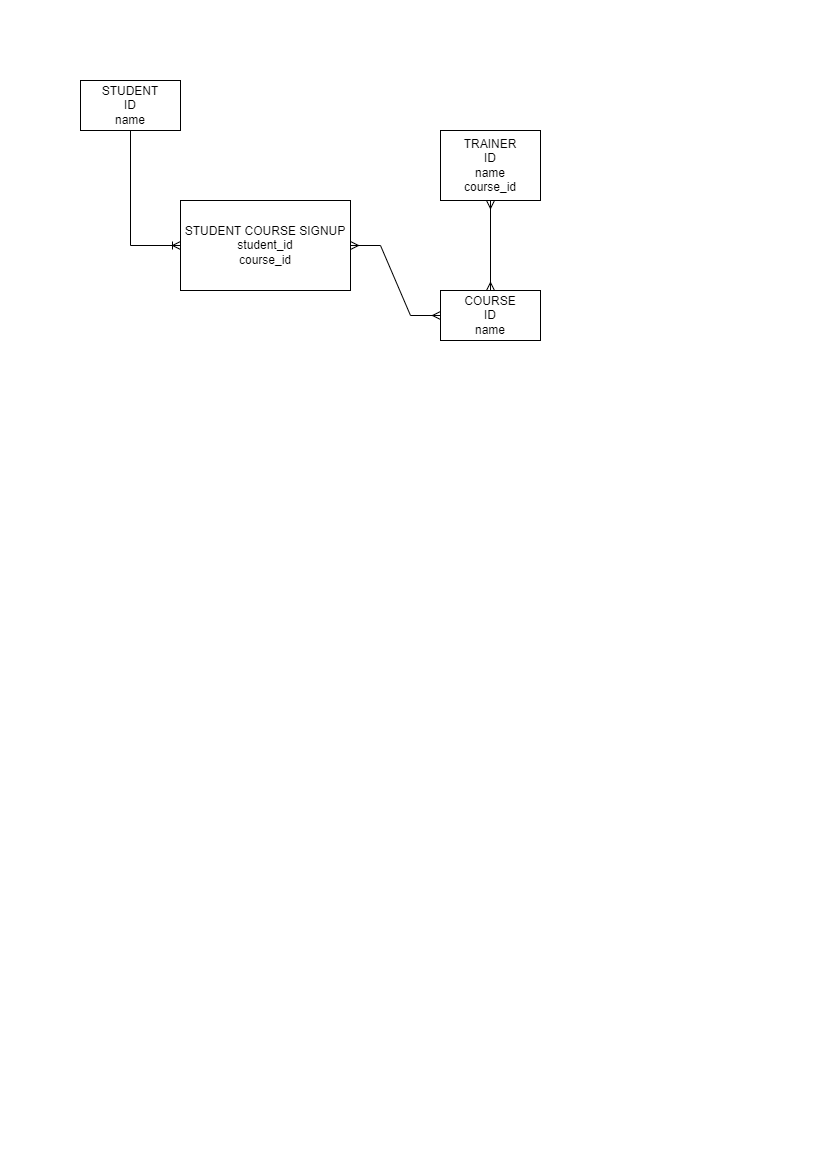 STUDENT
ID
name
TRAINER
ID
name
course_id
STUDENT COURSE SIGNUP
student_id
course_id
COURSE
ID
name